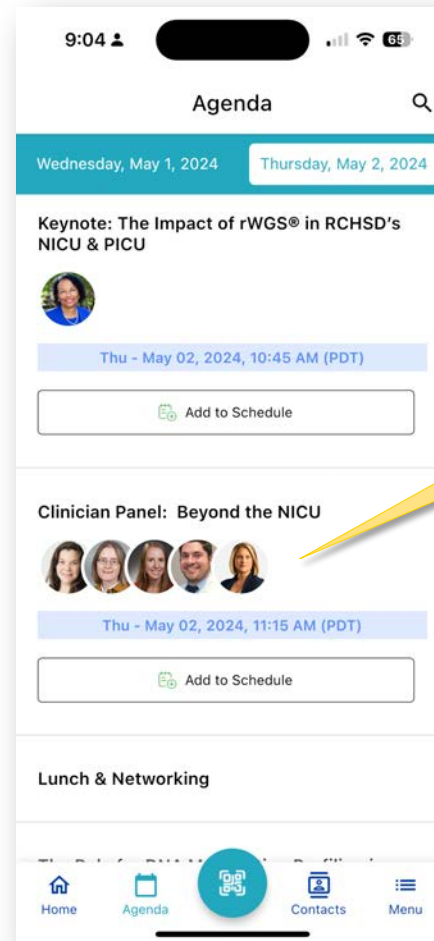 9:04
65
Agenda
Wednesday, May 1, 2024
Thursday, May 2, 2024
Keynote: The Impact of rWGS® in RCHSD's
NICU & PICU
Thu - May 02, 2024, 10:45 AM (PDT)
Add to Schedule
Clinician Panel: Beyond the NICU
Thu - May 02, 2024, 11:15 AM (PDT)
Add to Schedule
Lunch & Networking
Home
Agenda
Contacts
Menu